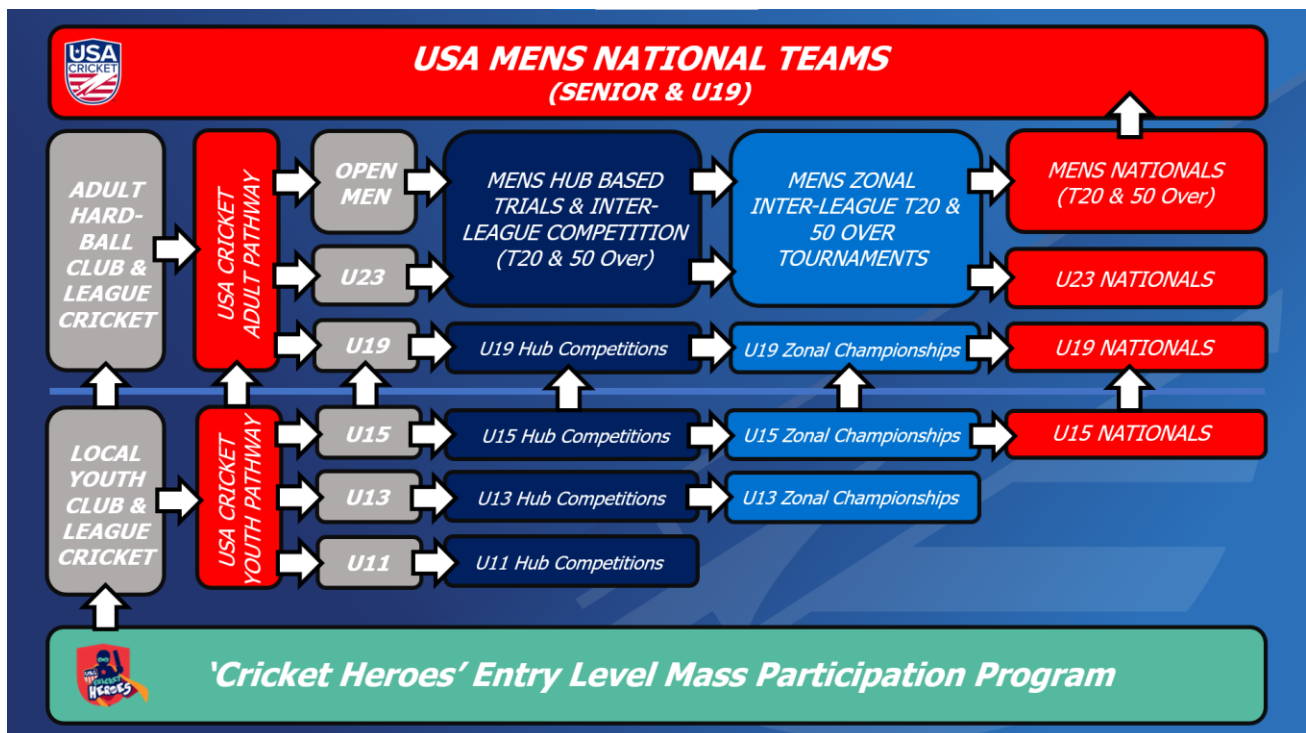 USA
CRICKET
USA MENS NATIONAL TEAMS
(SENIOR & U19)
ADULT
HARD-
BALL
CLUB &
LEAGUE
CRICKET
USA CRICKET
ADULT PATHWAY
OPEN
MEN
MENS HUB BASED
TRIALS & INTER-
LEAGUE COMPETITION
(T20 & 50 Over)
MENS ZONAL
INTER-LEAGUE T20 &
50 OVER
TOURNAMENTS
MENS NATIONALS
(T20 & 50 Over)
U23
U23 NATIONALS
U19
U19 Hub Competitions
U19 Zonal Championships
U19 NATIONALS
LOCAL
YOUTH
CLUB &
LEAGUE
CRICKET
USA CRICKET
YOUTH PATHWAY
U15
U15 Hub Competitions
U15 Zonal Championships
U15 NATIONALS
U13
U13 Hub Competitions
U13 Zonal Championships
U11
U11 Hub Competitions
CRICKET
HEROES
'Cricket Heroes' Entry Level Mass Participation Program